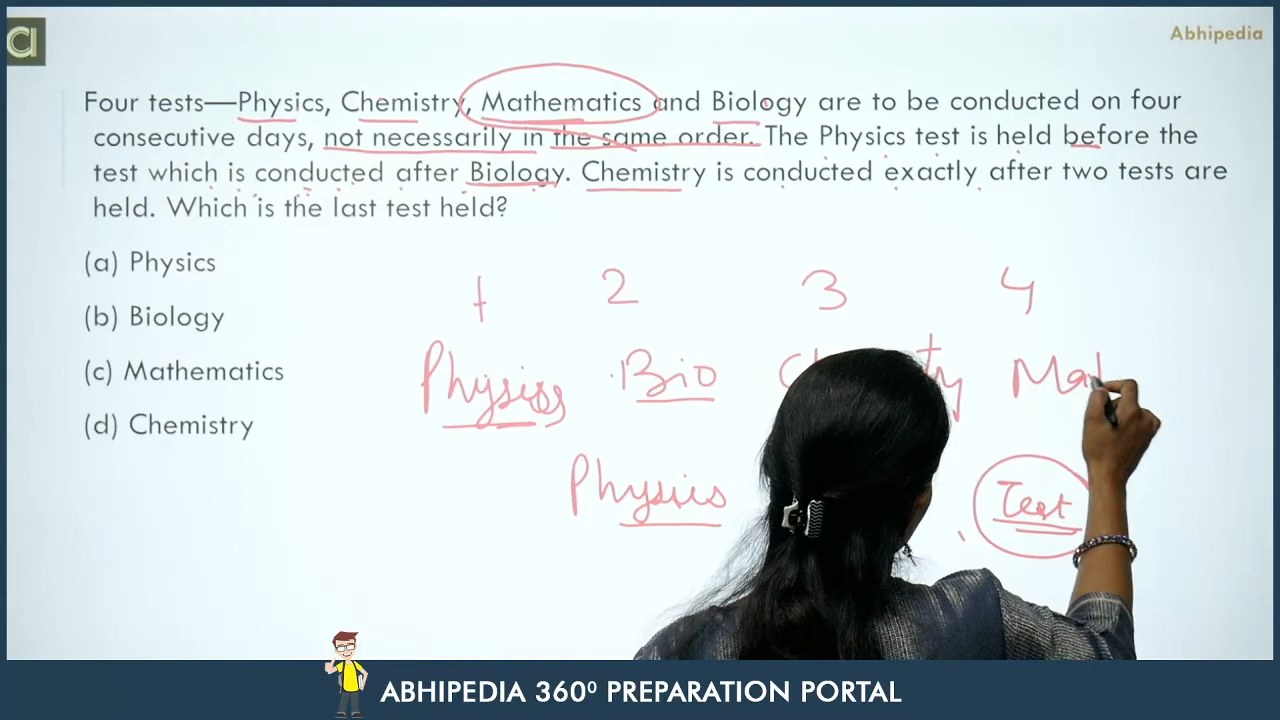 a
Abhipedia
Four tests—Physics, Chemistry, Mathematics and Biology are to be conducted on four
consecutive days, not necessarily in the same order. The Physics test is held before the
test which is conducted after Biology. Chemistry is conducted exactly after two tests are
held. Which is the last test held?
(a) Physics
(b) Biology
(c) Mathematics
(d) Chemistry
1 2 3 4
Physics Bio
Physics
Test
ABHIPEDIA 360⁰ PREPARATION PORTAL